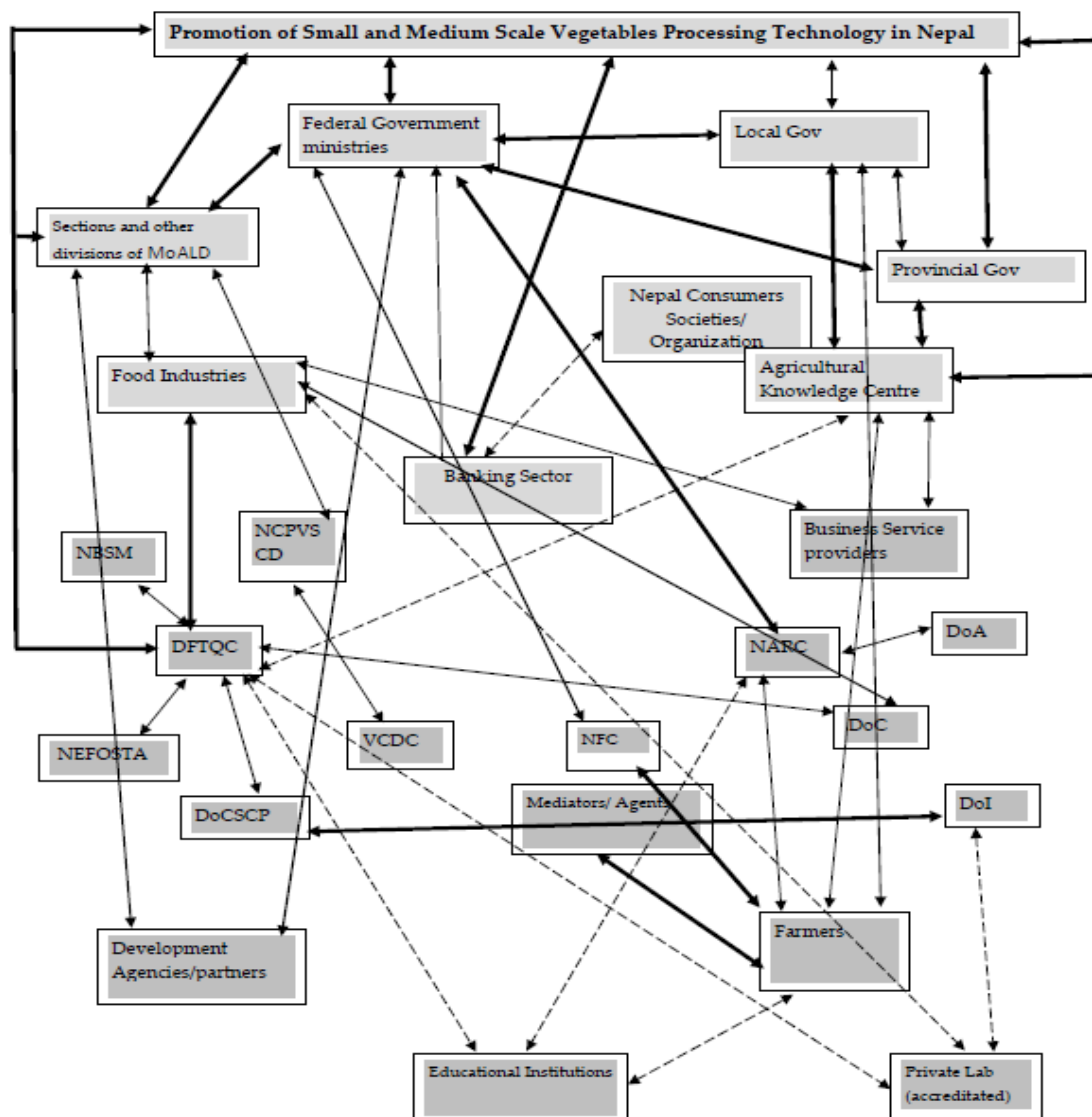 Promotion of Small and Medium Scale Vegetables Processing Technology in Nepal
Federal Government
ministries
Local Gov
Sections and other
divisions of MoALD
Provincial Gov
Nepal Consumers
Societies/
Organization
Food Industries
Agricultural
Knowledge Centre
Banking Sector
NCPVS
CD
Business Service
providers
NBSM
DFTQC
NARC
DoA
NEFOSTA
VCDC
NFC
DoC
DoCSCP
Mediators/ Agents
DoI
Development
Agencies/partners
Farmers
Educational Institutions
Private Lab
(accreditated)